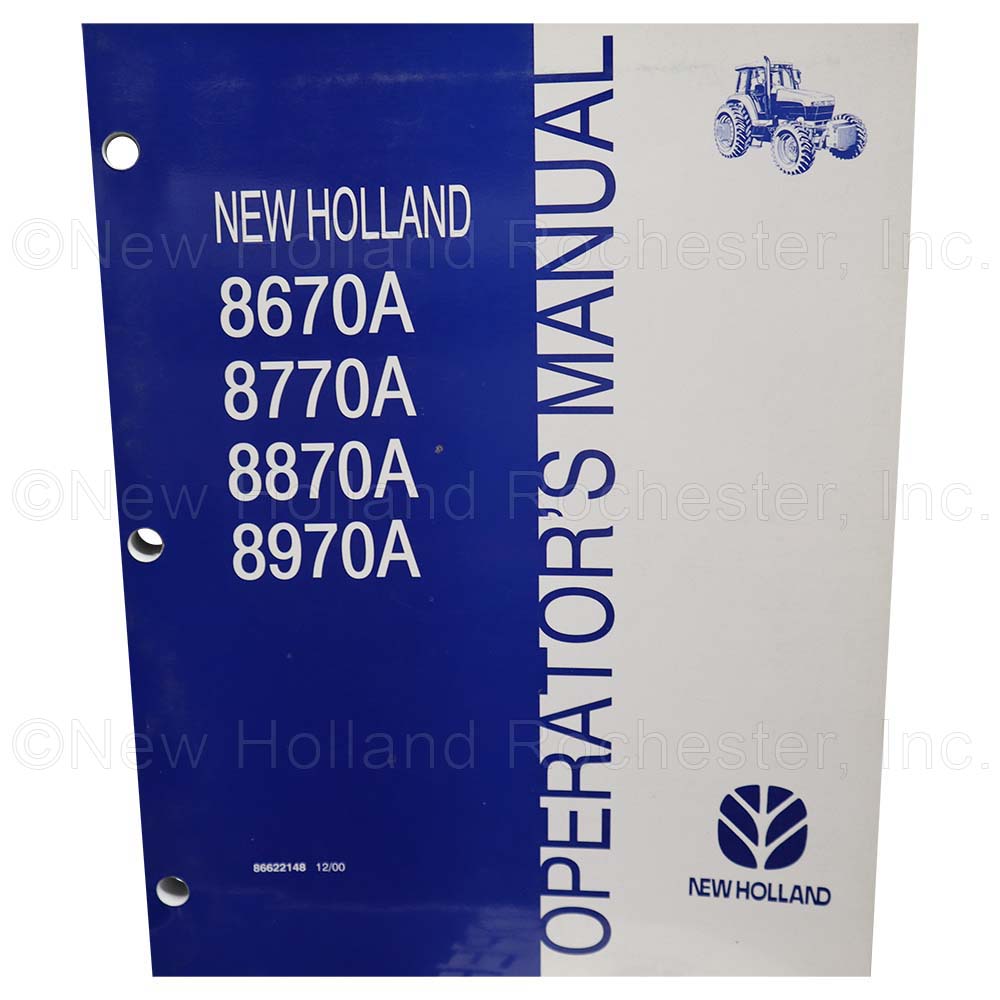 NEW HOLLAND
8670A
8770A
8870A
8970A
86622148 12/00
OPERATOR'S MANUAL
NEW HOLLAND
©New Holland Rochester, Inc.
©New Holland Rochester, Inc.
©New Holland Rochester, Inc.